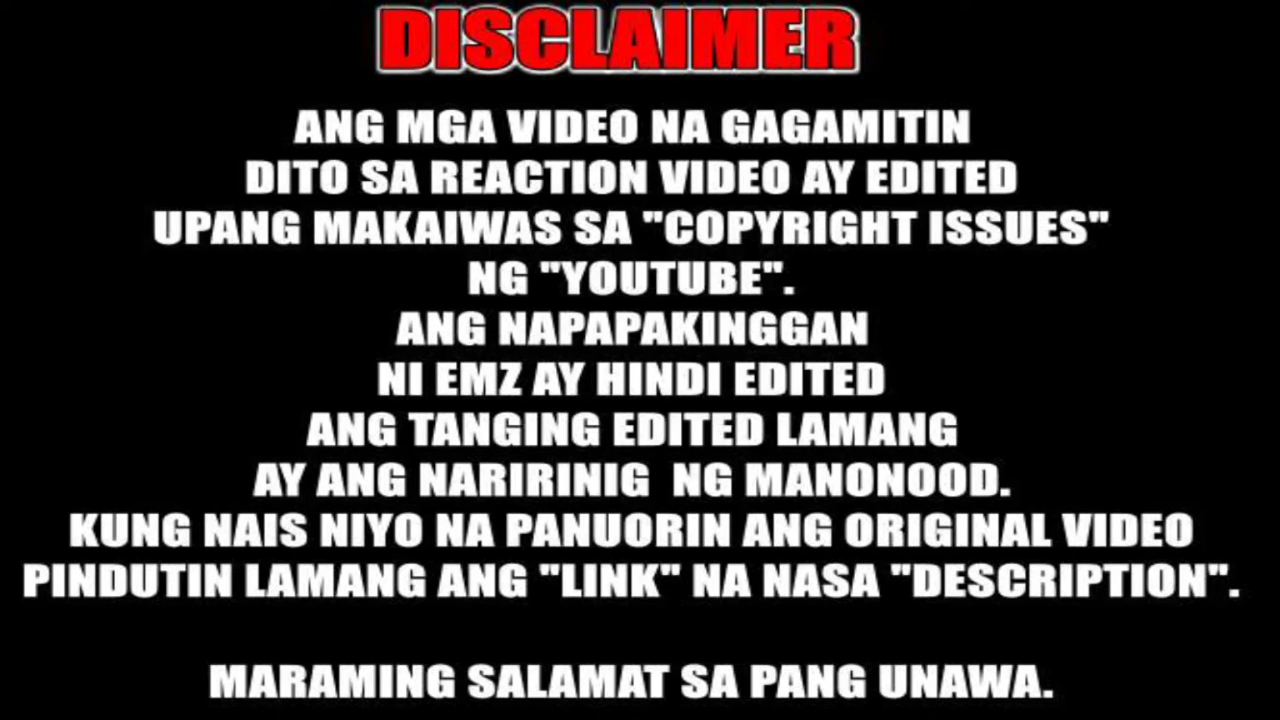 DISCLAIMER
ANG MGA VIDEO NA GAGAMITIN
DITO SA REACTION VIDEO AY EDITED
UPANG MAKAIWAS SA "COPYRIGHT ISSUES"
NG "YOUTUBE".
ANG NAPAPAKINGGAN
NI EMZ AY HINDI EDITED
ANG TANGING EDITED LAMANG
AY ANG NARIRINIG  NG MANONOOD.
KUNG NAIS NIYO NA PANUORIN ANG ORIGINAL VIDEO
PINDUTIN LAMANG ANG "LINK" NA NASA "DESCRIPTION".
MARAMING SALAMAT SA PANG UNAWA.